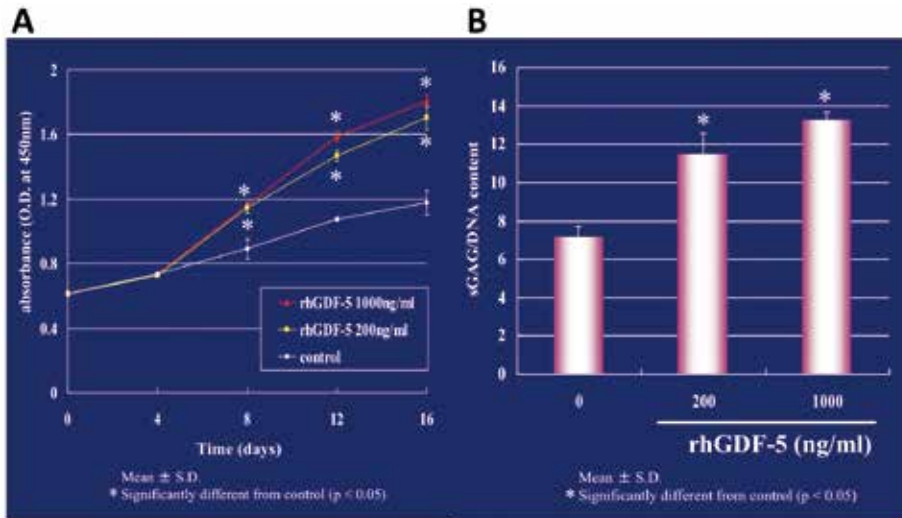 A
2
1.6
1.2
0.8
0.4
0
absorbance (O.D. at 450nm)
*
*
*
*
*
*
rhGDF-5 1000ng/ml
rhGDF-5 200ng/ml
control
0 4 8 12 16
Time (days)
Mean ± S.D.
* Significantly different from control (p < 0.05)
B
16
14
12
10
8
6
4
2
0
sGAG/DNA content
*
*
0 200 1000
rhGDF-5 (ng/ml)
Mean ± S.D.
* Significantly different from control (p < 0.05)